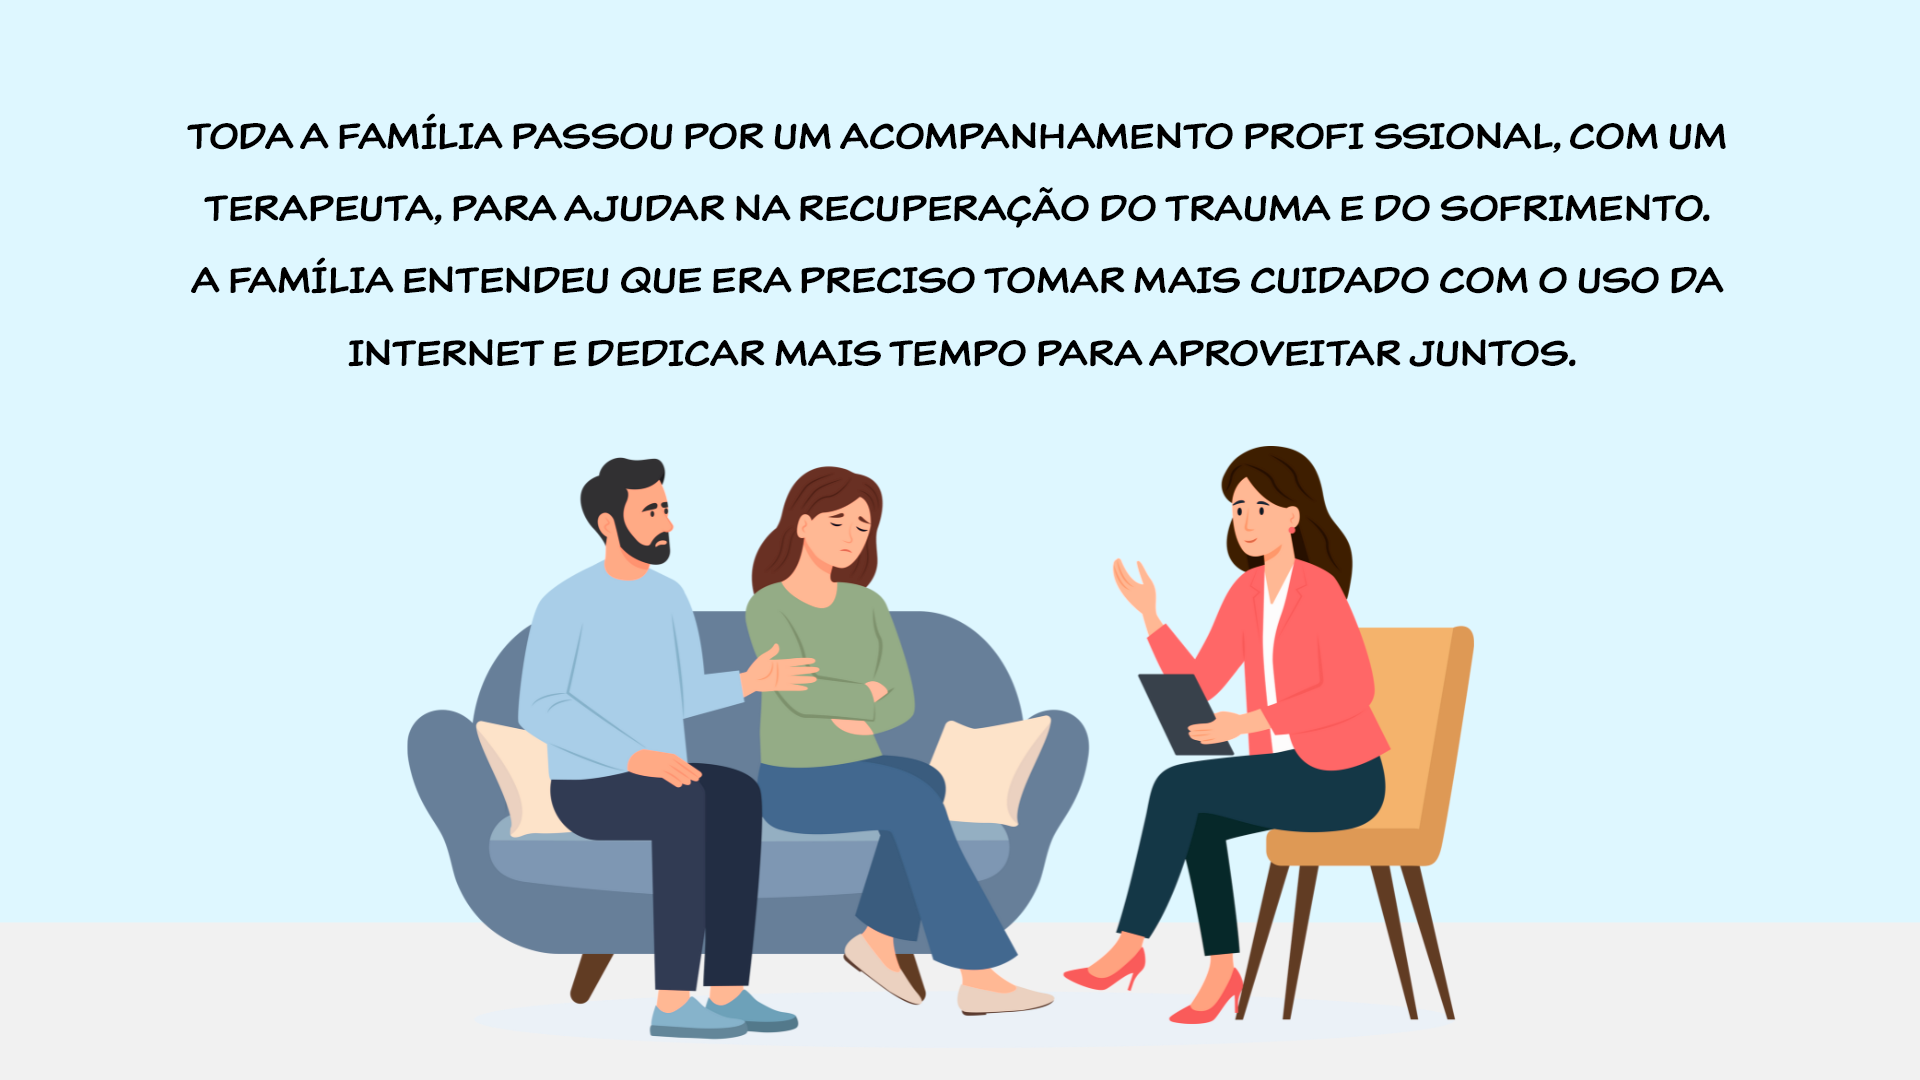 TODA A FAMÍLIA PASSOU POR UM ACOMPANHAMENTO PROFI SSIONAL, COM UM
TERAPEUTA, PARA AJUDAR NA RECUPERAÇÃO DO TRAUMA E DO SOFRIMENTO.
A FAMÍLIA ENTENDEU QUE ERA PRECISO TOMAR MAIS CUIDADO COM O USO DA
INTERNET E DEDICAR MAIS TEMPO PARA APROVEITAR JUNTOS.